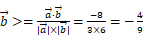 b⃗ >= (a⃗·b⃗)/(|a⃗|×|b⃗|) = (−8)/(3×6) = −4/9